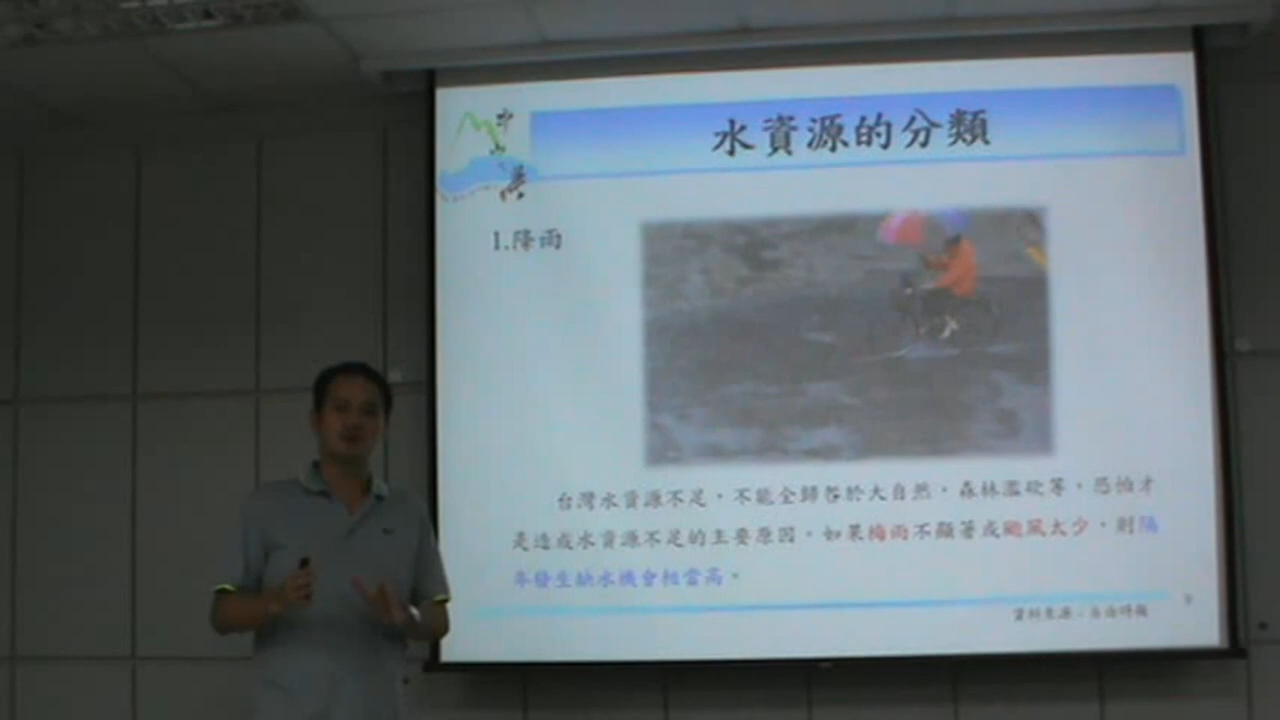 水資源的分類
1.降雨
台灣水資源不足，不能全歸咎於大自然，森林濫砍等，恐怕才
是造成水資源不足的主要原因。如果梅雨不顯著或颱風太少，則隔
年發生缺水機會相當高。
資料來源：自由時報